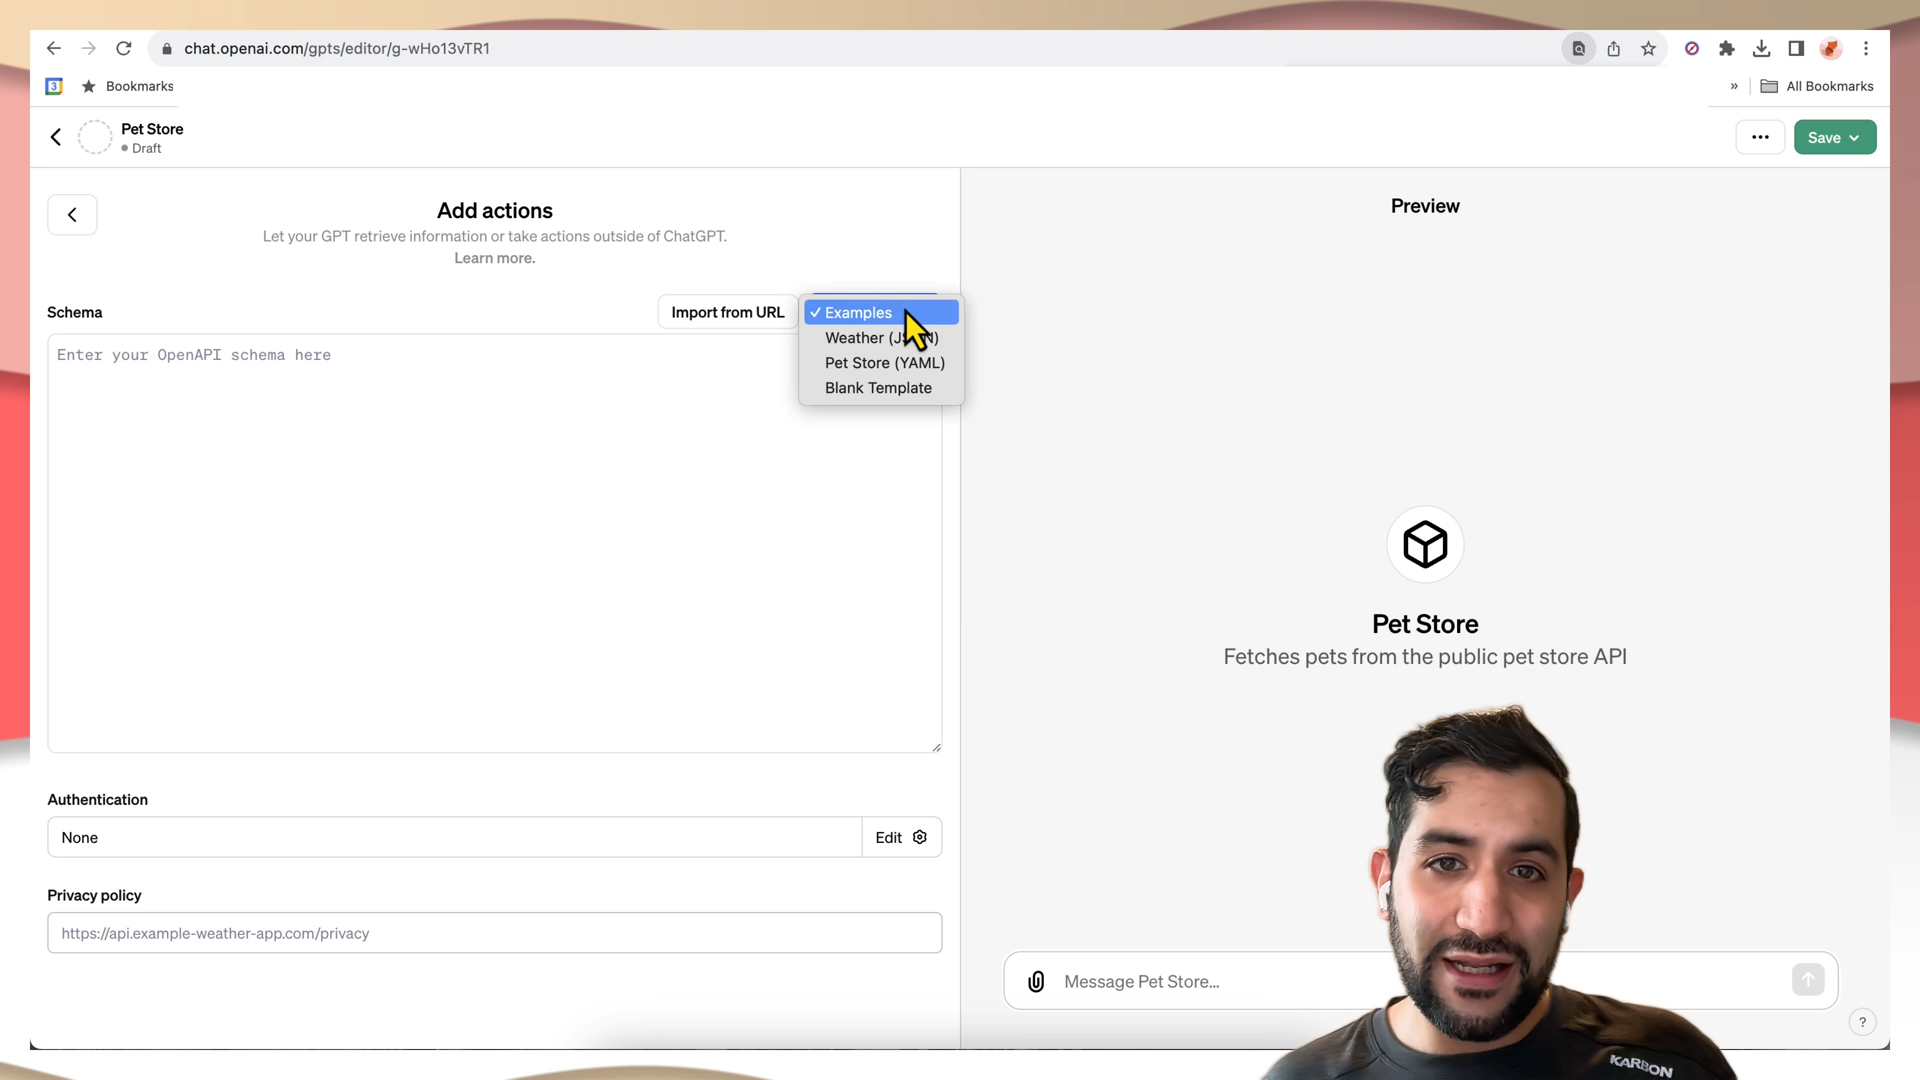 chat.openai.com/gpts/editor/g-wHo13vTR1
3
Bookmarks
» All Bookmarks
Pet Store
Draft
Save
Add actions
Let your GPT retrieve information or take actions outside of ChatGPT.
Learn more.
Schema
Import from URL
✓ Examples
Weather
Pet Store (YAML)
Blank Template
Enter your OpenAPI schema here
Authentication
None
Edit
Privacy policy
https://api.example-weather-app.com/privacy
Preview
Pet Store
Fetches pets from the public pet store API
Message Pet Store...
?
KARBON